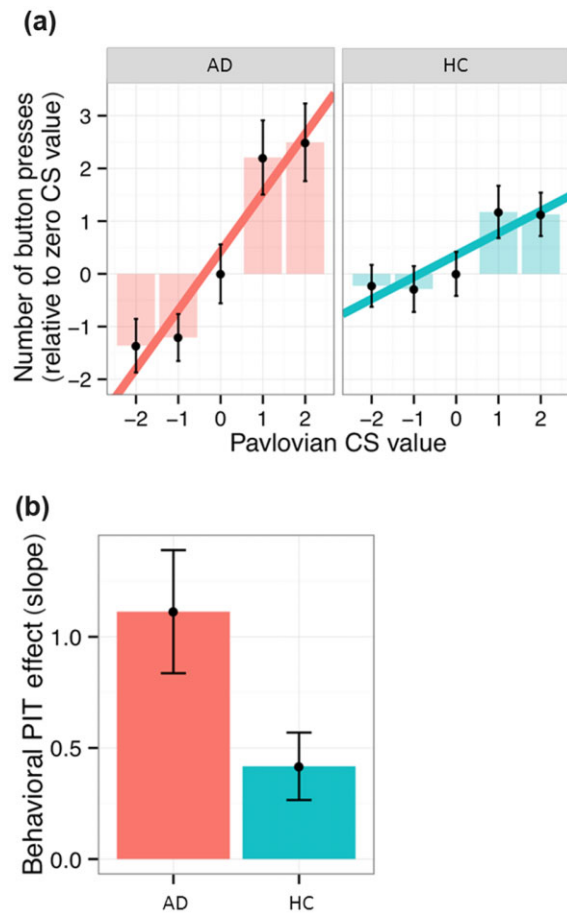 (a)
AD HC
Number of button presses
(relative to zero CS value)
3
2
1
0
−1
−2
−2 −1 0 1 2 −2 −1 0 1 2
Pavlovian CS value
(b)
Behavioral PIT effect (slope)
1.0
0.5
0.0
AD HC